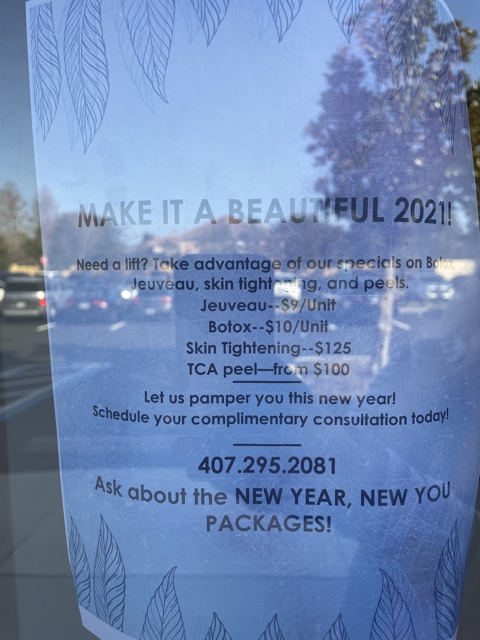 MAKE IT A BEAUTIFUL 2021!
Need a lift? Take advantage of our specials on Botox,
Jeuveau, skin tightening, and peels.
Jeuveau--$9/Unit
Botox--$10/Unit
Skin Tightening--$125
TCA peel—from $100
Let us pamper you this new year!
Schedule your complimentary consultation today!
407.295.2081
Ask about the NEW YEAR, NEW YOU
PACKAGES!